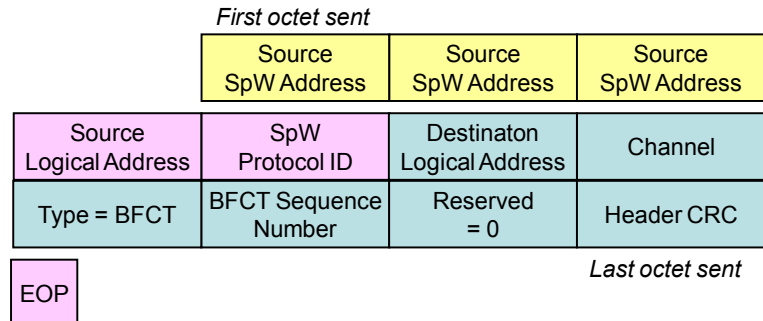 First octet sent
Source
SpW Address
Source
SpW Address
Source
SpW Address
Source
Logical Address
SpW
Protocol ID
Destinaton
Logical Address
Channel
Type = BFCT
BFCT Sequence
Number
Reserved
= 0
Header CRC
Last octet sent
EOP